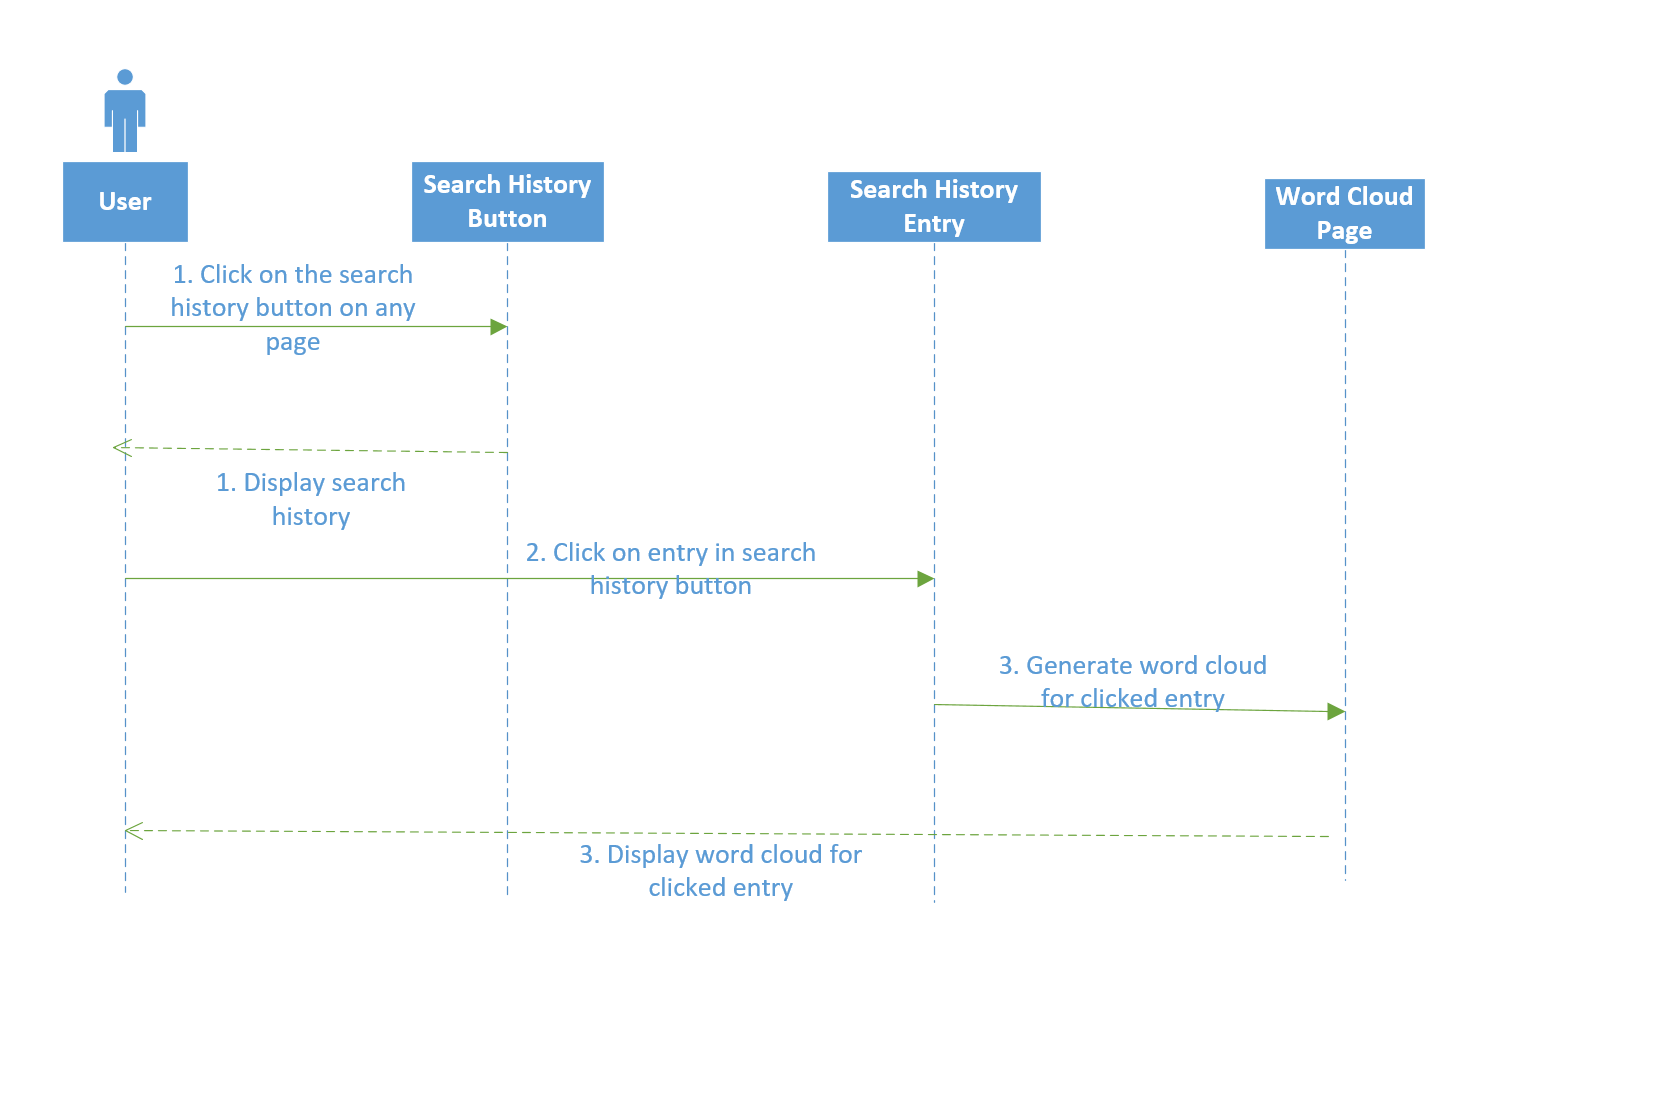 User
Search History
Button
Search History
Entry
Word Cloud
Page
1. Click on the search
history button on any
page
1. Display search
history
2. Click on entry in search
history button
3. Generate word cloud
for clicked entry
3. Display word cloud for
clicked entry